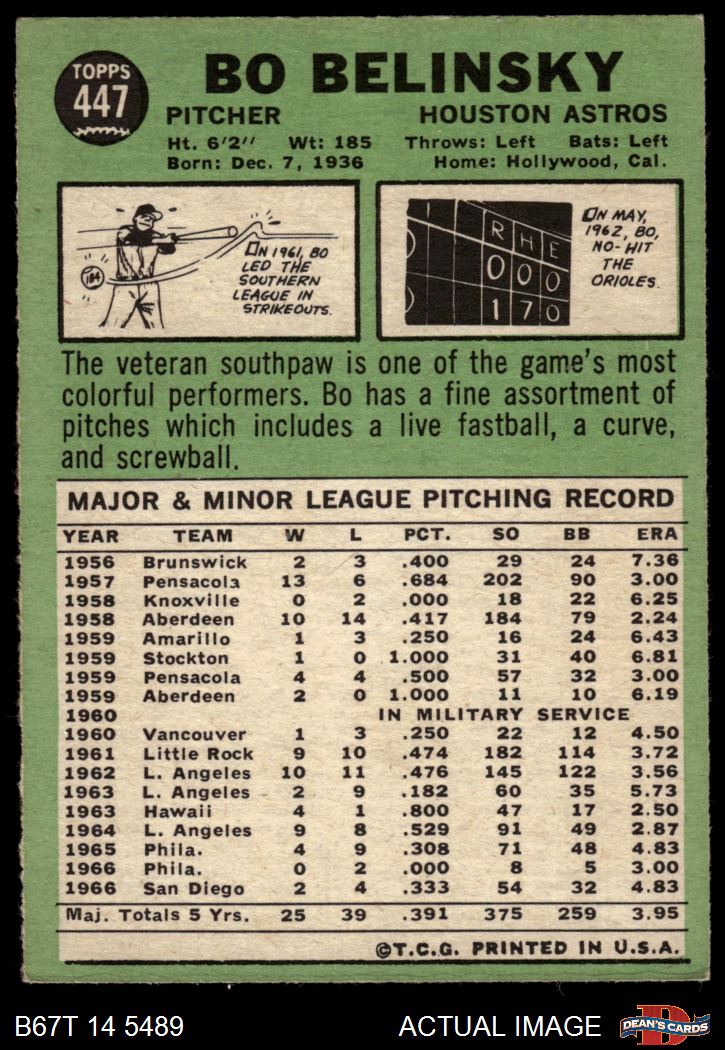 TOPPS
447
BO BELINSKY
PITCHER HOUSTON ASTROS
Ht. 6'2" Wt: 185 Throws: Left Bats: Left
Born: Dec. 7, 1936 Home: Hollywood, Cal.
184
ON 1961, BO
LED THE
SOUTHERN
LEAGUE IN
STRIKEOUTS.
1 R H E
0 0 0
1 7 0
ON MAY,
1962, BO,
NO-HIT
THE
ORIOLES.
The veteran southpaw is one of the game's most
colorful performers. Bo has a fine assortment of
pitches which includes a live fastball, a curve,
and screwball.
MAJOR & MINOR LEAGUE PITCHING RECORD
YEAR TEAM W L PCT. SO BB ERA
1956 Brunswick 2 3 .400 29 24 7.36
1957 Pensacola 13 6 .684 202 90 3.00
1958 Knoxville 0 2 .000 18 22 6.25
1958 Aberdeen 10 14 .417 184 79 2.24
1959 Amarillo 1 3 .250 16 24 6.43
1959 Stockton 1 0 1.000 31 40 6.81
1959 Pensacola 4 4 .500 57 32 3.00
1959 Aberdeen 2 0 1.000 11 10 6.19
1960 IN MILITARY SERVICE
1960 Vancouver 1 3 .250 22 12 4.50
1961 Little Rock 9 10 .474 182 114 3.72
1962 L. Angeles 10 11 .476 145 122 3.56
1963 L. Angeles 2 9 .182 60 35 5.73
1963 Hawaii 4 1 .800 47 17 2.50
1964 L. Angeles 9 8 .529 91 49 2.87
1965 Phila. 4 9 .308 71 48 4.83
1966 Phila. 0 2 .000 8 5 3.00
1966 San Diego 2 4 .333 54 32 4.83
Maj. Totals 5 Yrs. 25 39 .391 375 259 3.95
©T.C.G. PRINTED IN U.S.A.
B67T 14 5489 ACTUAL IMAGE DEAN'S CARDS